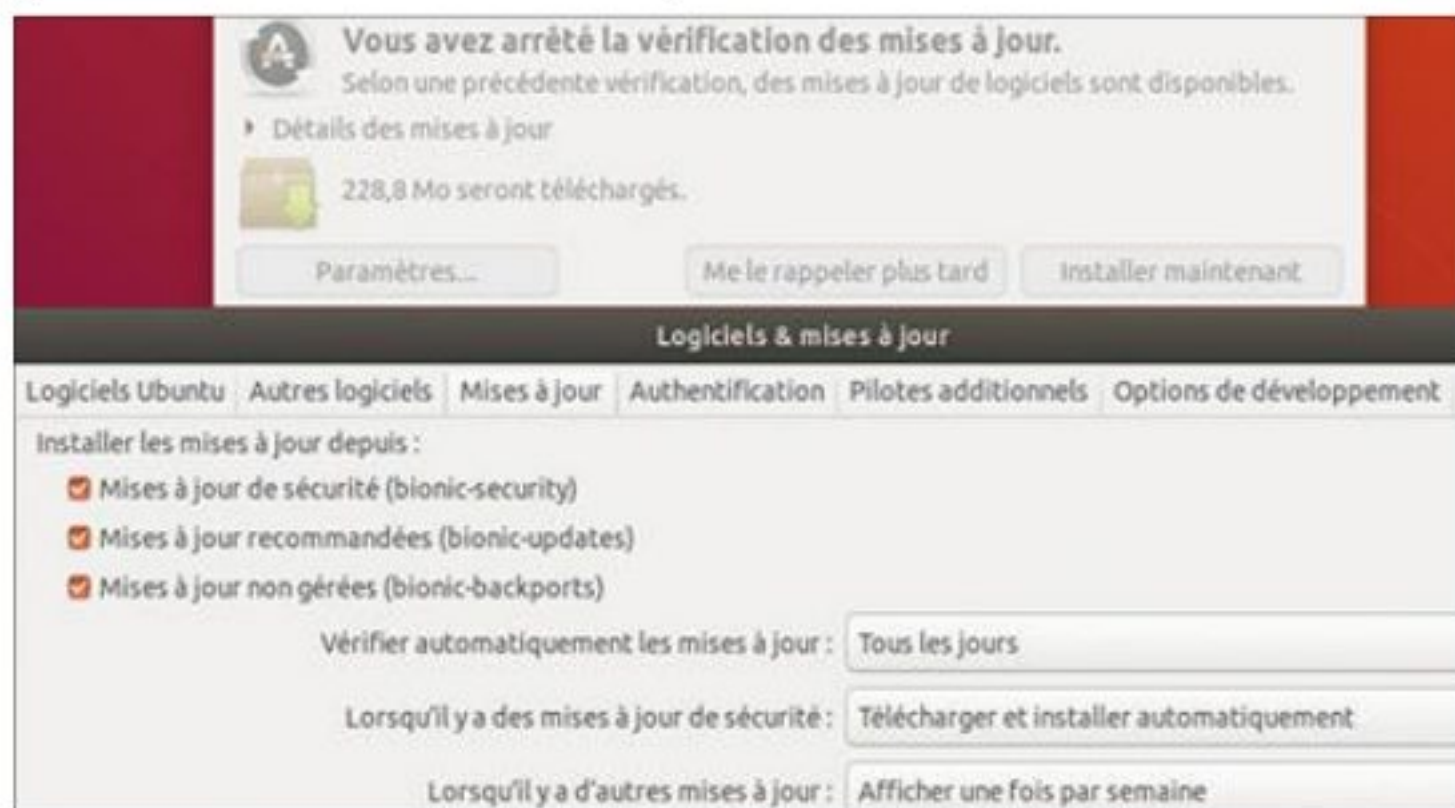 Vous avez arrêté la vérification des mises à jour.
Selon une précédente vérification, des mises à jour de logiciels sont disponibles.
Détails des mises à jour
228,8 Mo seront téléchargés.
Paramètres... Me le rappeler plus tard Installer maintenant
Logiciels & mises à jour
Logiciels Ubuntu Autres logiciels Mises à jour Authentification Pilotes additionnels Options de développement
Installer les mises à jour depuis :
Mises à jour de sécurité (bionic-security)
Mises à jour recommandées (bionic-updates)
Mises à jour non gérées (bionic-backports)
Vérifier automatiquement les mises à jour : Tous les jours
Lorsqu'il y a des mises à jour de sécurité : Télécharger et installer automatiquement
Lorsqu'il y a d'autres mises à jour : Afficher une fois par semaine